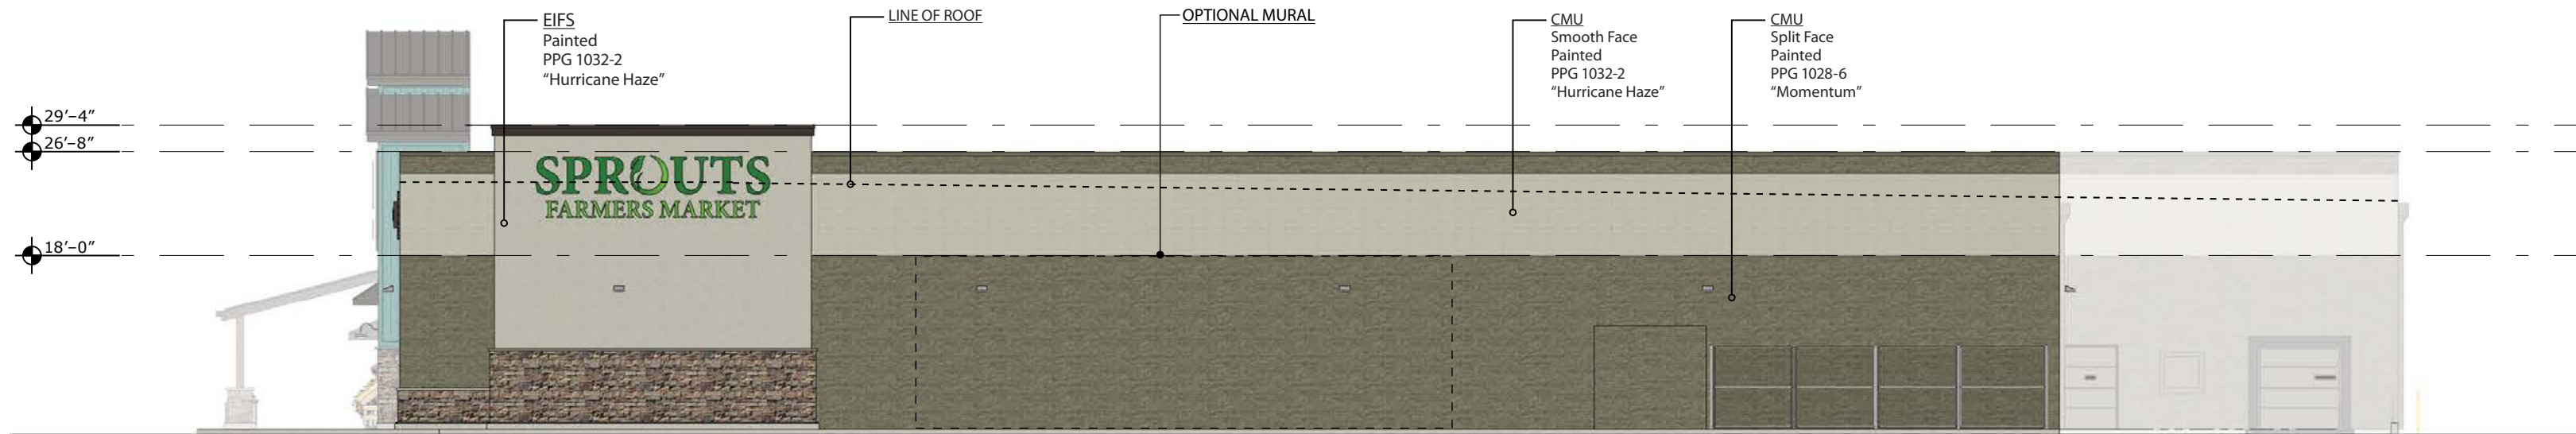 EIFS
Painted
PPG 1032-2
“Hurricane Haze”
LINE OF ROOF
OPTIONAL MURAL
CMU
Smooth Face
Painted
PPG 1032-2
“Hurricane Haze”
CMU
Split Face
Painted
PPG 1028-6
“Momentum”
29’–4”
26’–8”
18’–0”
SPROUTS
FARMERS MARKET